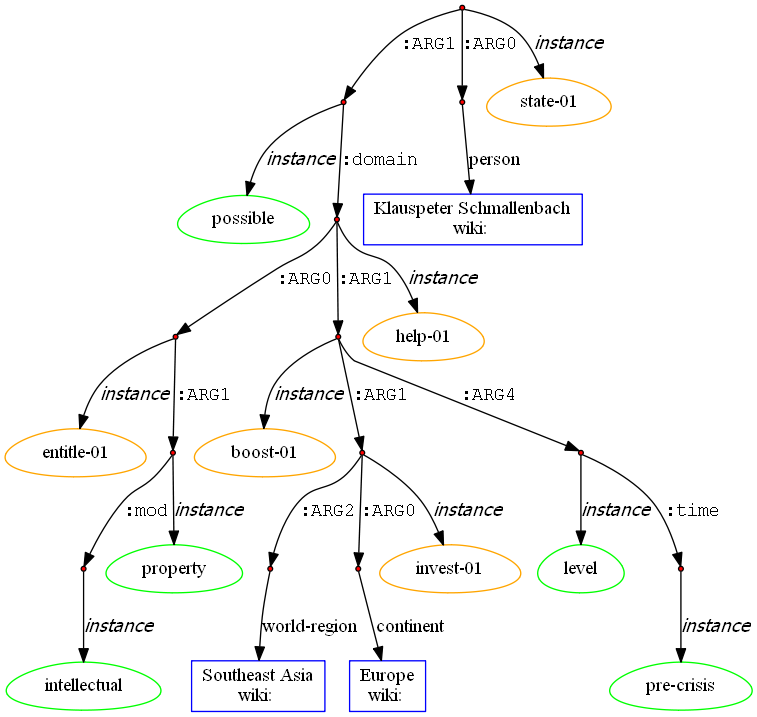 :ARG1 :ARG0 instance
state-01
instance :domain person
possible
Klauspeter Schmallenbach
wiki:
:ARG0 :ARG1 instance
help-01
instance :ARG1 instance :ARG1 :ARG4
entitle-01 boost-01
:mod instance :ARG2 :ARG0 instance instance :time
property invest-01 level
instance world-region continent instance
intellectual Southeast Asia Europe pre-crisis
wiki: wiki: